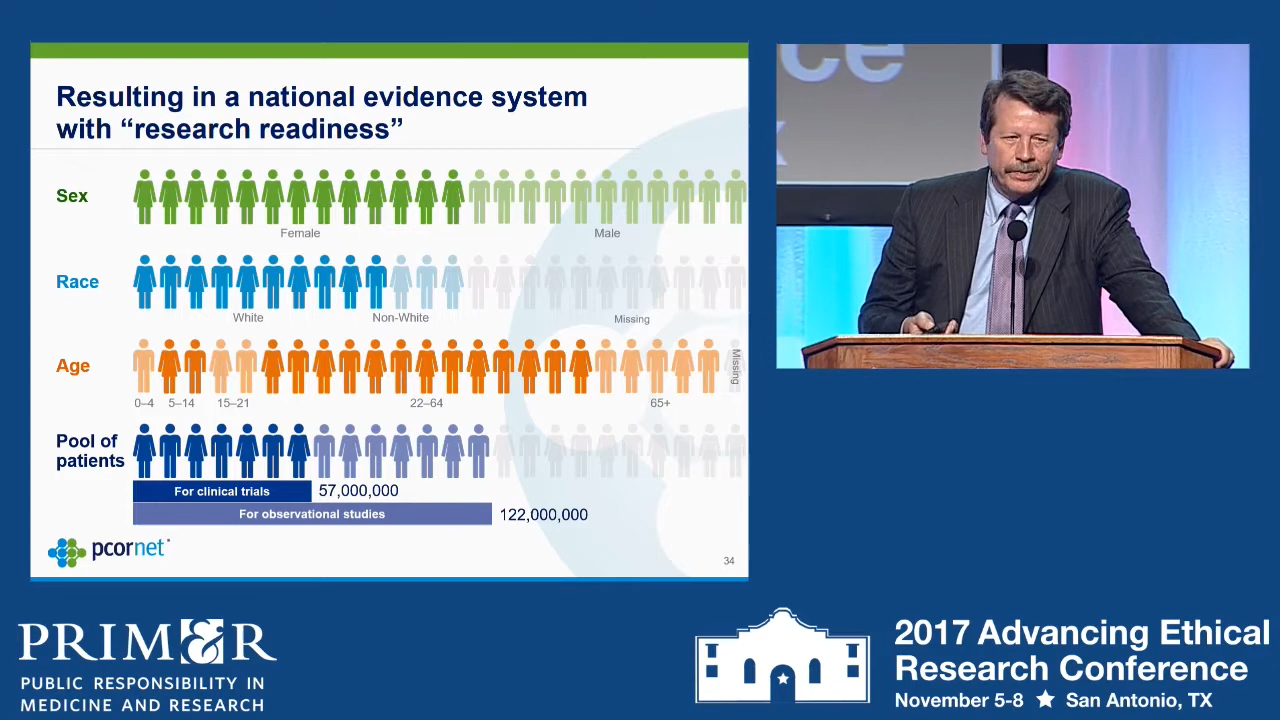 Resulting in a national evidence system
with “research readiness”
Sex
Female
Male
Race
White
Non-White
Missing
Age
0–4
5–14
15–21
22–64
65+
Missing
Pool of
patients
For clinical trials
57,000,000
For observational studies
122,000,000
pcornet
34
ce
PRIM&R
PUBLIC RESPONSIBILITY IN
MEDICINE AND RESEARCH
2017 Advancing Ethical
Research Conference
November 5-8 ★ San Antonio, TX